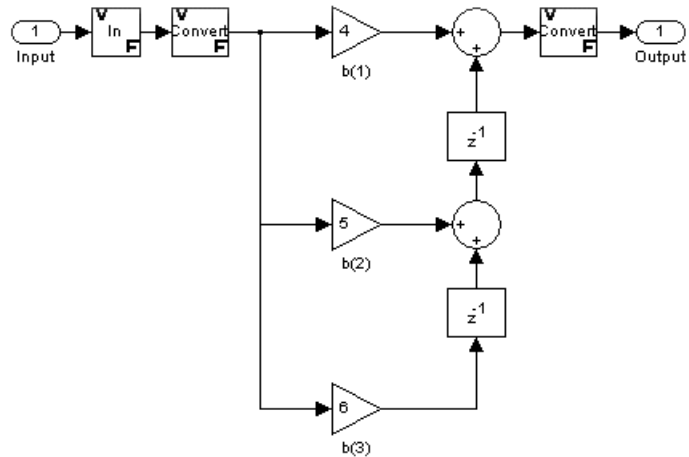 V
V
V
1
In
Convert
4
+
+
Convert
1
F
F
F
Input
Output
b(1)
z-1
5
+
+
b(2)
z-1
6
b(3)